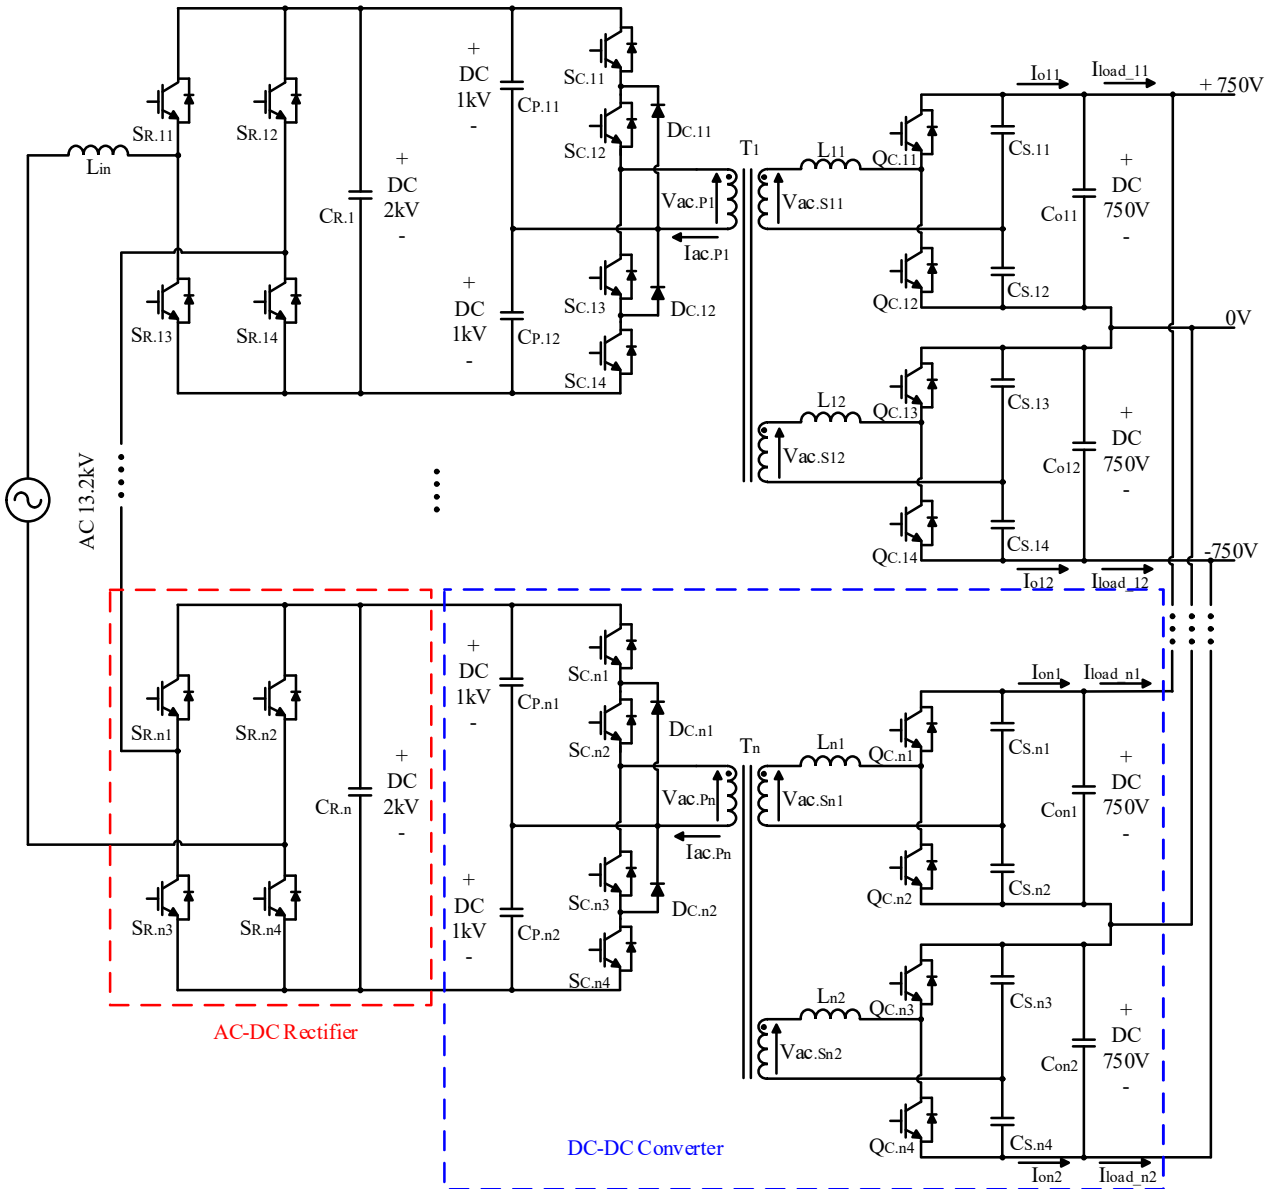 Io11
Iload_11
+ 750V
+
DC
1kV
-
SC.11
CP.11
SR.11
SR.12
DC.11
SC.12
T1
L11
QC.11
CS.11
Lin
+
DC
2kV
-
CR.1
Vac.P1
Vac.S11
Co11
+
DC
750V
-
Iac.P1
+
DC
1kV
-
SC.13
DC.12
QC.12
CS.12
SR.13
SR.14
CP.12
0V
SC.14
L12
QC.13
CS.13
Vac.S12
Co12
+
DC
750V
-
AC 13.2kV
QC.14
CS.14
-750V
Io12
Iload_12
+
DC
1kV
-
SC.n1
CP.n1
Ion1
Iload_n1
SR.n1
SR.n2
DC.n1
SC.n2
Tn
Ln1
QC.n1
CS.n1
+
DC
2kV
-
CR.n
Vac.Pn
Vac.Sn1
Con1
+
DC
750V
-
Iac.Pn
+
DC
1kV
-
SC.n3
DC.n2
QC.n2
CS.n2
SR.n3
SR.n4
CP.n2
SC.n4
Ln2
QC.n3
CS.n3
AC-DC Rectifier
Vac.Sn2
Con2
+
DC
750V
-
DC-DC Converter
QC.n4
CS.n4
Ion2
Iload_n2